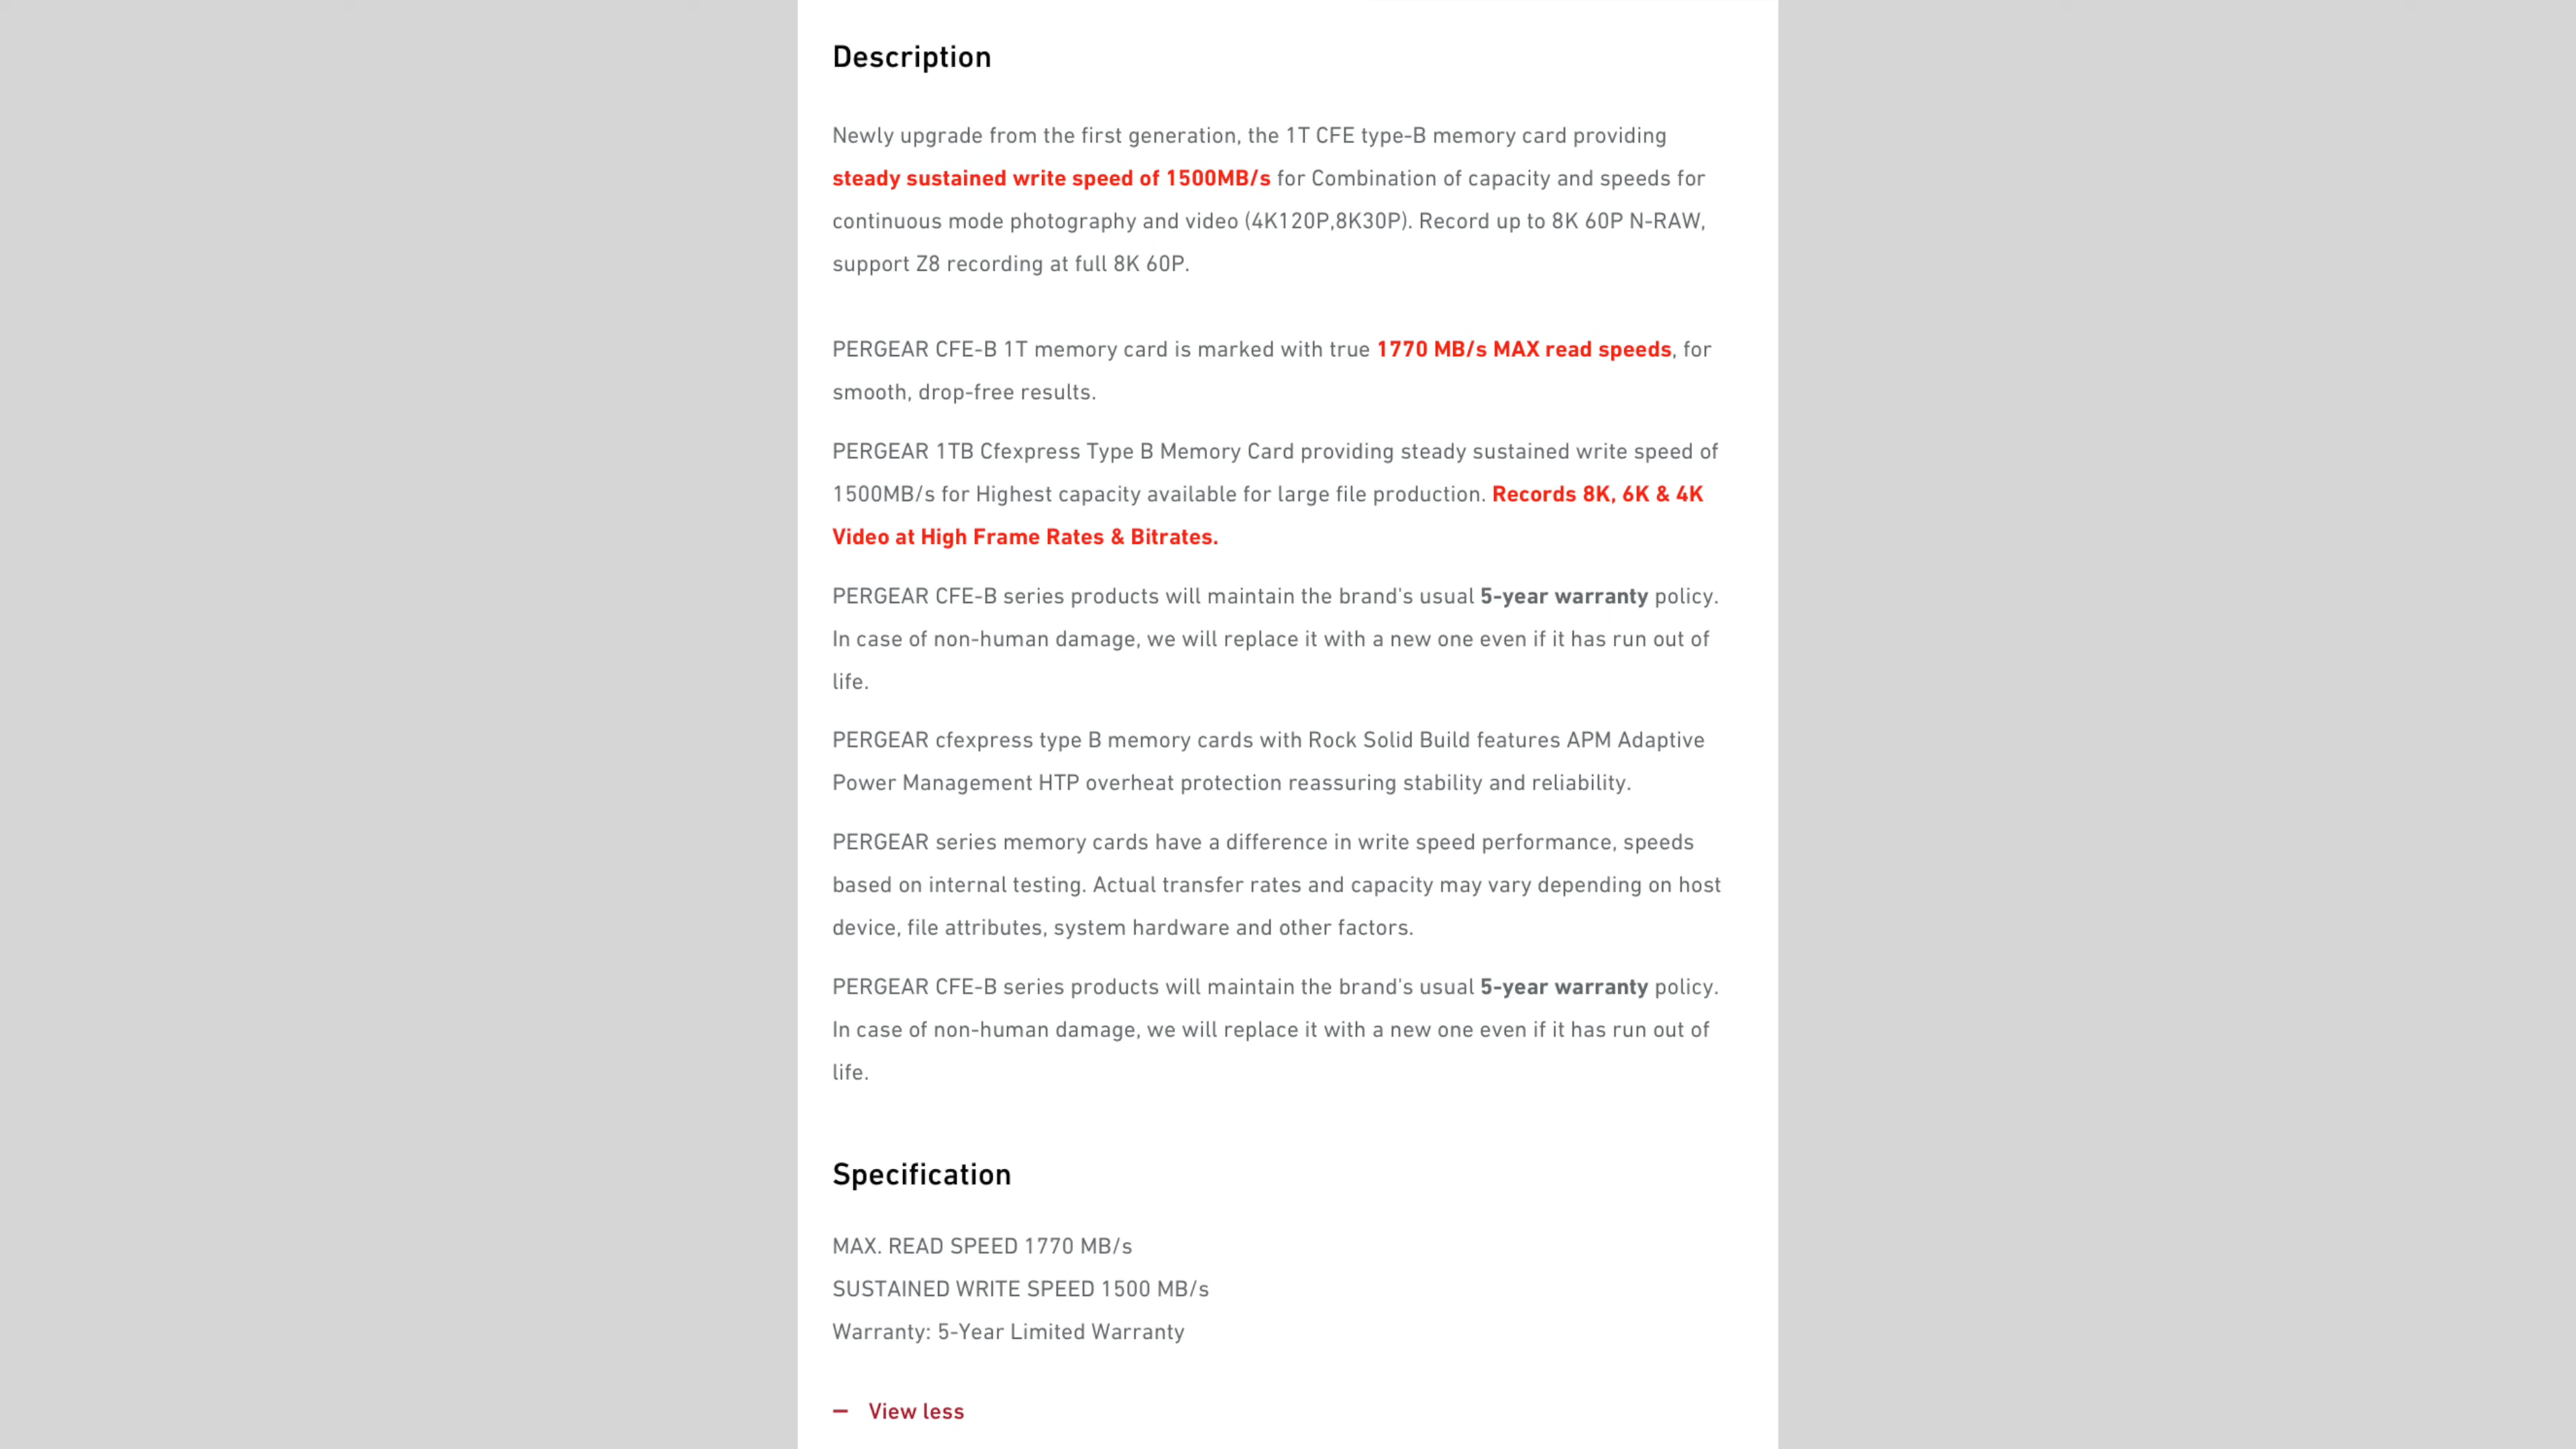 Description
Newly upgrade from the first generation, the 1T CFE type-B memory card providing
steady sustained write speed of 1500MB/s for Combination of capacity and speeds for
continuous mode photography and video (4K120P,8K30P). Record up to 8K 60P N-RAW,
support Z8 recording at full 8K 60P.
PERGEAR CFE-B 1T memory card is marked with true 1770 MB/s MAX read speeds, for
smooth, drop-free results.
PERGEAR 1TB Cfexpress Type B Memory Card providing steady sustained write speed of
1500MB/s for Highest capacity available for large file production. Records 8K, 6K & 4K
Video at High Frame Rates & Bitrates.
PERGEAR CFE-B series products will maintain the brand's usual 5-year warranty policy.
In case of non-human damage, we will replace it with a new one even if it has run out of
life.
PERGEAR cfexpress type B memory cards with Rock Solid Build features APM Adaptive
Power Management HTP overheat protection reassuring stability and reliability.
PERGEAR series memory cards have a difference in write speed performance, speeds
based on internal testing. Actual transfer rates and capacity may vary depending on host
device, file attributes, system hardware and other factors.
PERGEAR CFE-B series products will maintain the brand's usual 5-year warranty policy.
In case of non-human damage, we will replace it with a new one even if it has run out of
life.
Specification
MAX. READ SPEED 1770 MB/s
SUSTAINED WRITE SPEED 1500 MB/s
Warranty: 5-Year Limited Warranty
— View less